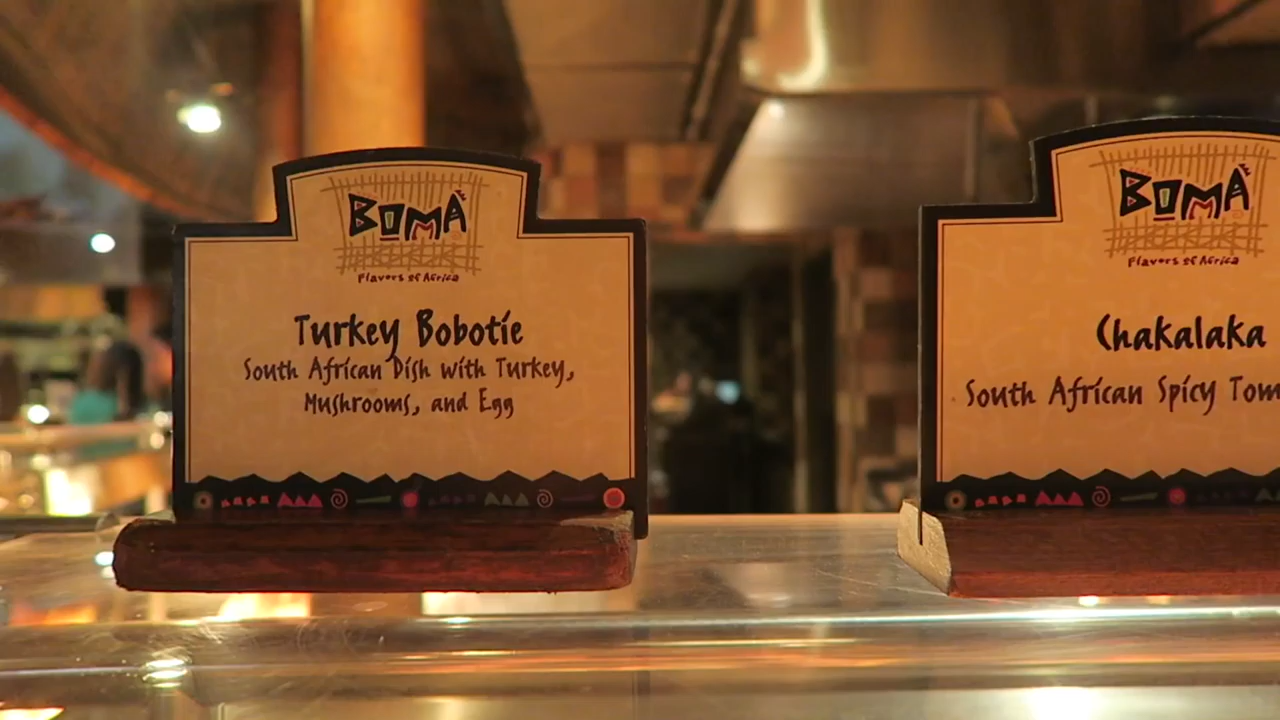 BOMA
Flavors of Africa
Turkey Bobotie
South African Dish with Turkey,
Mushrooms, and Egg
BOMA
Flavors of Africa
Chakalaka
South African Spicy Tom